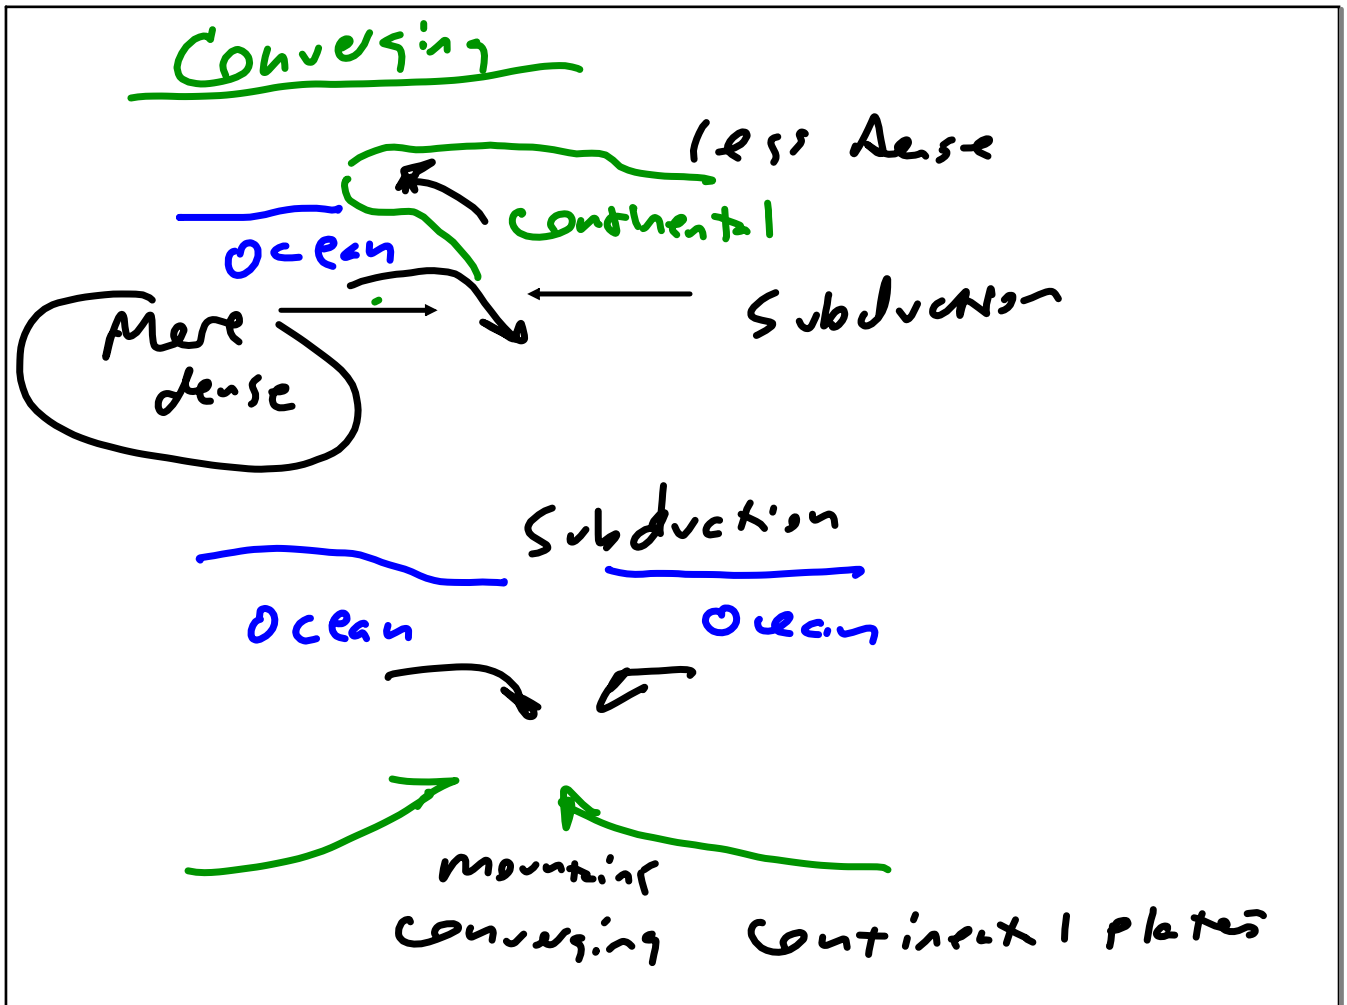 Converging
less dense
continental
Ocean
Subduction
More
dense
Subduction
Ocean
Ocean
mountains
converging continental plates